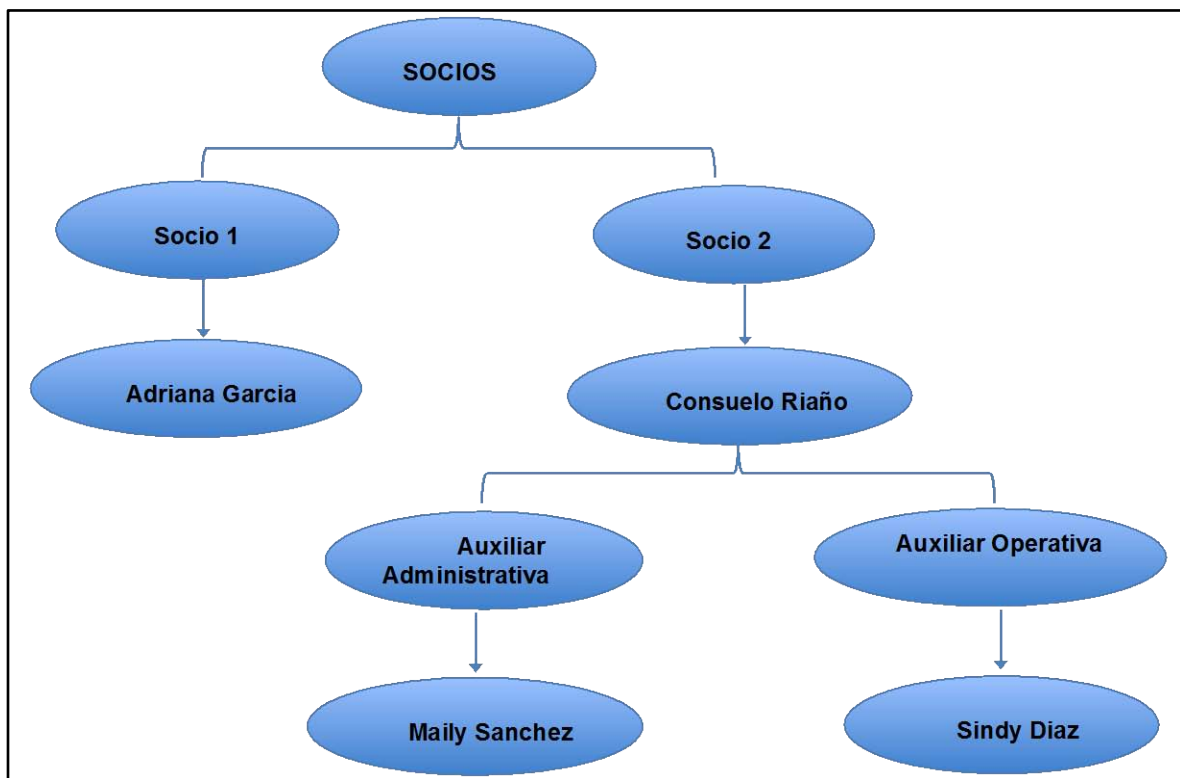 SOCIOS
Socio 1
Socio 2
Adriana Garcia
Consuelo Riaño
Auxiliar
Administrativa
Auxiliar Operativa
Maily Sanchez
Sindy Diaz